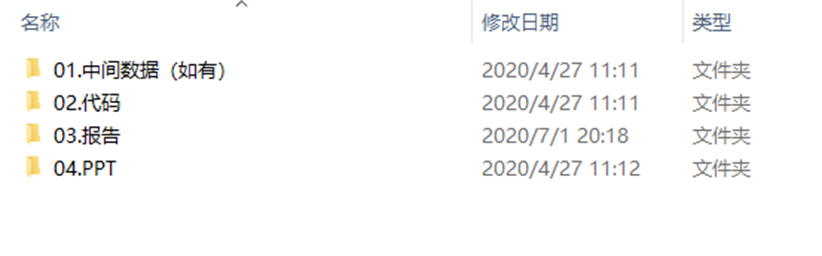 名称 修改日期 类型
01.中间数据（如有） 2020/4/27 11:11 文件夹
02.代码 2020/4/27 11:11 文件夹
03.报告 2020/7/1 20:18 文件夹
04.PPT 2020/4/27 11:12 文件夹